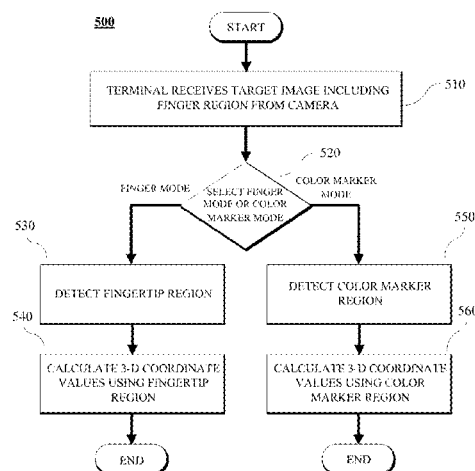 500
START
TERMINAL RECEIVES TARGET IMAGE INCLUDING
FINGER REGION FROM CAMERA
510
520
FINGER MODE
COLOR MARKER
MODE
SELECT FINGER
MODE OR COLOR
MARKER MODE
530
550
DETECT FINGERTIP REGION
DETECT COLOR MARKER
REGION
540
560
CALCULATE 3-D COORDINATE
VALUES USING FINGERTIP
REGION
CALCULATE 3-D COORDINATE
VALUES USING COLOR
MARKER REGION
END
END